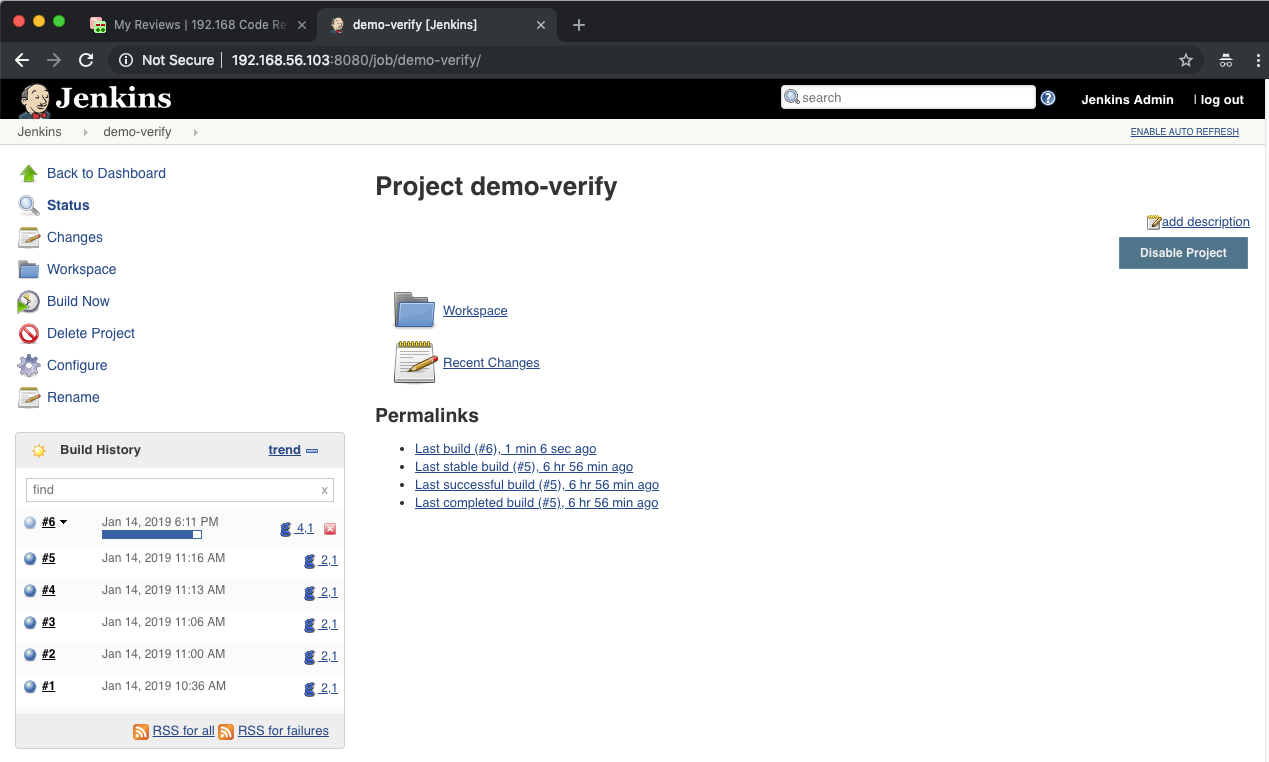 My Reviews | 192.168 Code Re
demo-verify [Jenkins]
Not Secure | 192.168.56.103:8080/job/demo-verify/
Jenkins
search
?
Jenkins Admin
| log out
Jenkins
demo-verify
ENABLE AUTO REFRESH
Back to Dashboard
Status
Changes
Workspace
Build Now
Delete Project
Configure
Rename
Project demo-verify
add description
Disable Project
Workspace
Recent Changes
Permalinks
• Last build (#6), 1 min 6 sec ago
• Last stable build (#5), 6 hr 56 min ago
• Last successful build (#5), 6 hr 56 min ago
• Last completed build (#5), 6 hr 56 min ago
Build History
trend
find
x
#6 Jan 14, 2019 6:11 PM g 4,1
#5 Jan 14, 2019 11:16 AM g 2,1
#4 Jan 14, 2019 11:13 AM g 2,1
#3 Jan 14, 2019 11:06 AM g 2,1
#2 Jan 14, 2019 11:00 AM g 2,1
#1 Jan 14, 2019 10:36 AM g 2,1
RSS for all RSS for failures